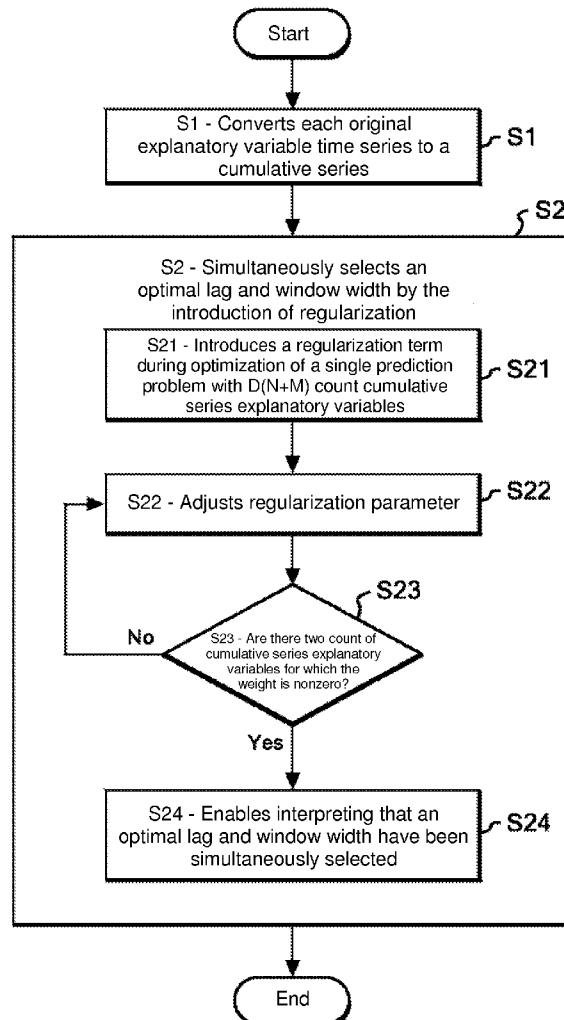 Start
S1 - Converts each original
explanatory variable time series to a
cumulative series
S1
S2
S2 - Simultaneously selects an
optimal lag and window width by the
introduction of regularization
S21 - Introduces a regularization term
during optimization of a single prediction
problem with D(N+M) count cumulative
series explanatory variables
S21
S22 - Adjusts regularization parameter
S22
S23
No
S23 - Are there two count of
cumulative series explanatory
variables for which the
weight is nonzero?
Yes
S24 - Enables interpreting that an
optimal lag and window width have been
simultaneously selected
S24
End